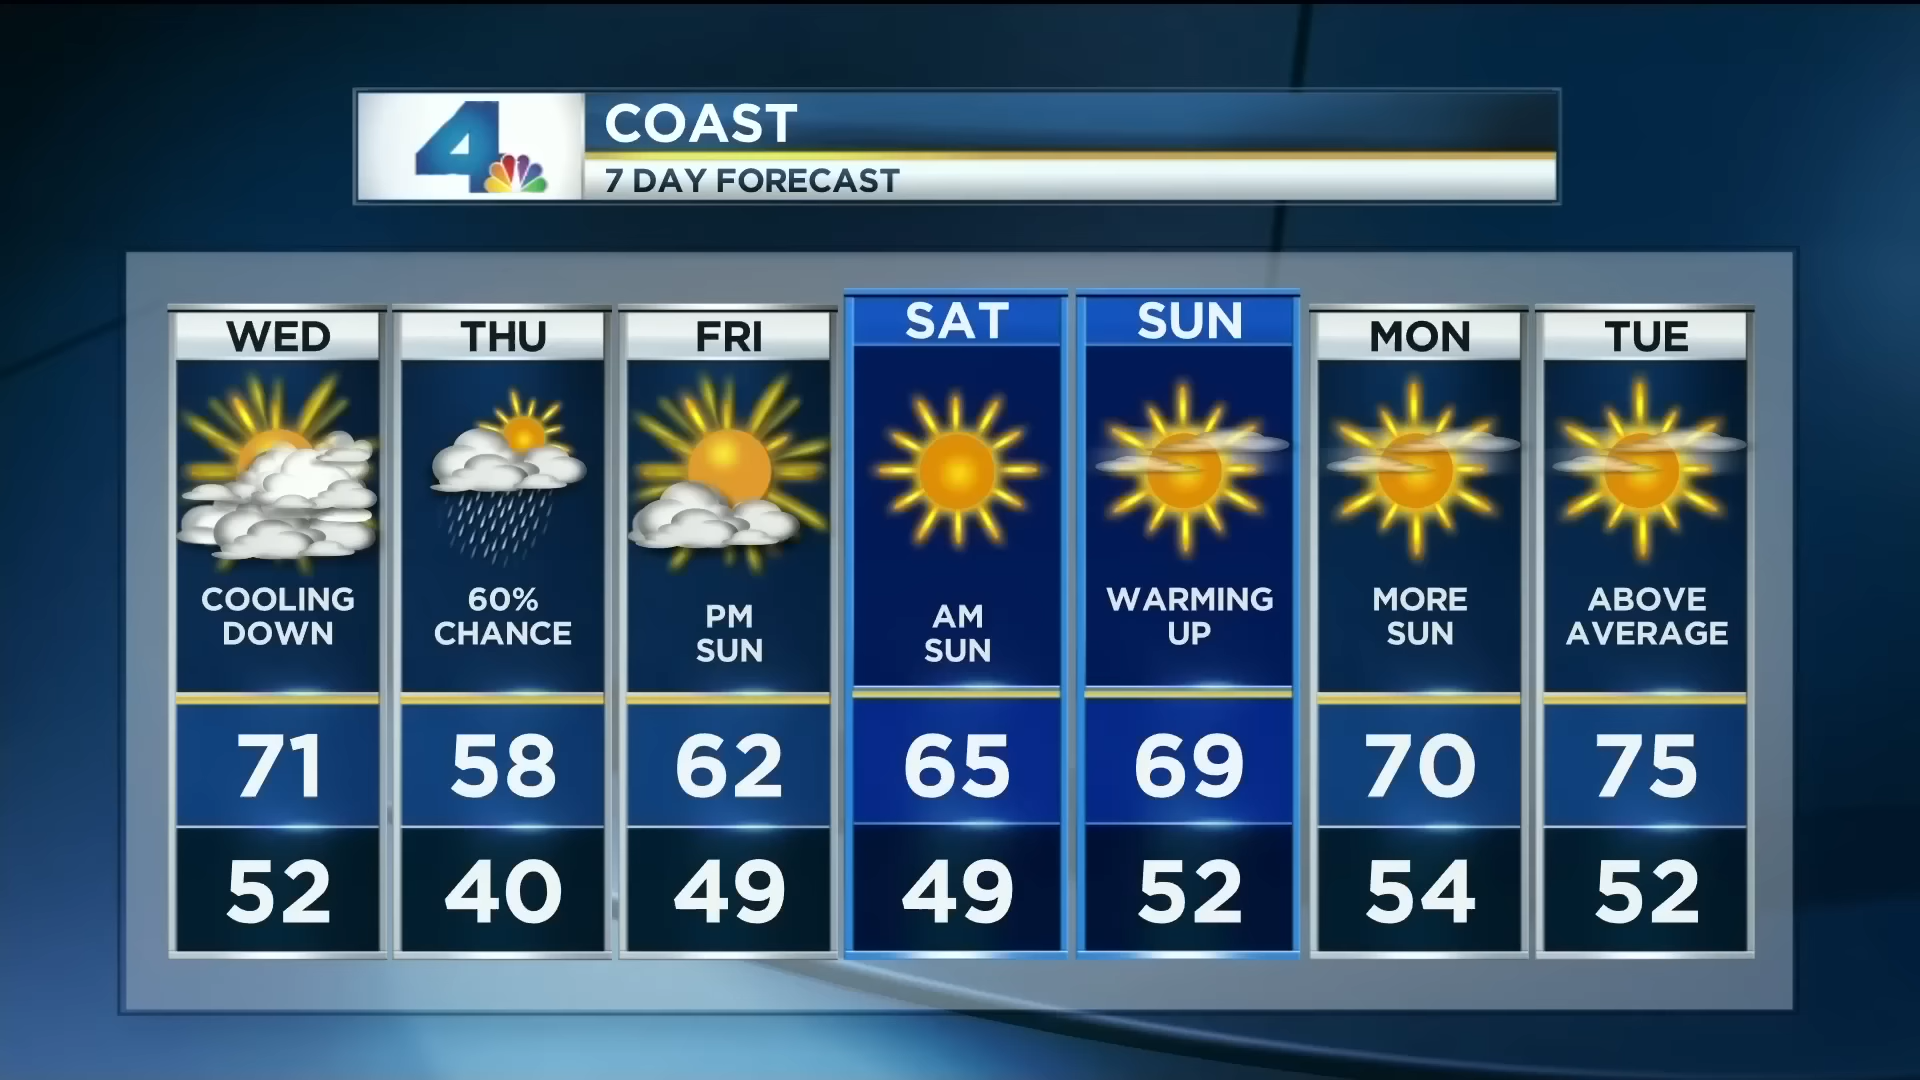 4
COAST
7 DAY FORECAST
WED
COOLING
DOWN
71
52
THU
60%
CHANCE
58
40
FRI
PM
SUN
62
49
SAT
AM
SUN
65
49
SUN
WARMING
UP
69
52
MON
MORE
SUN
70
54
TUE
ABOVE
AVERAGE
75
52